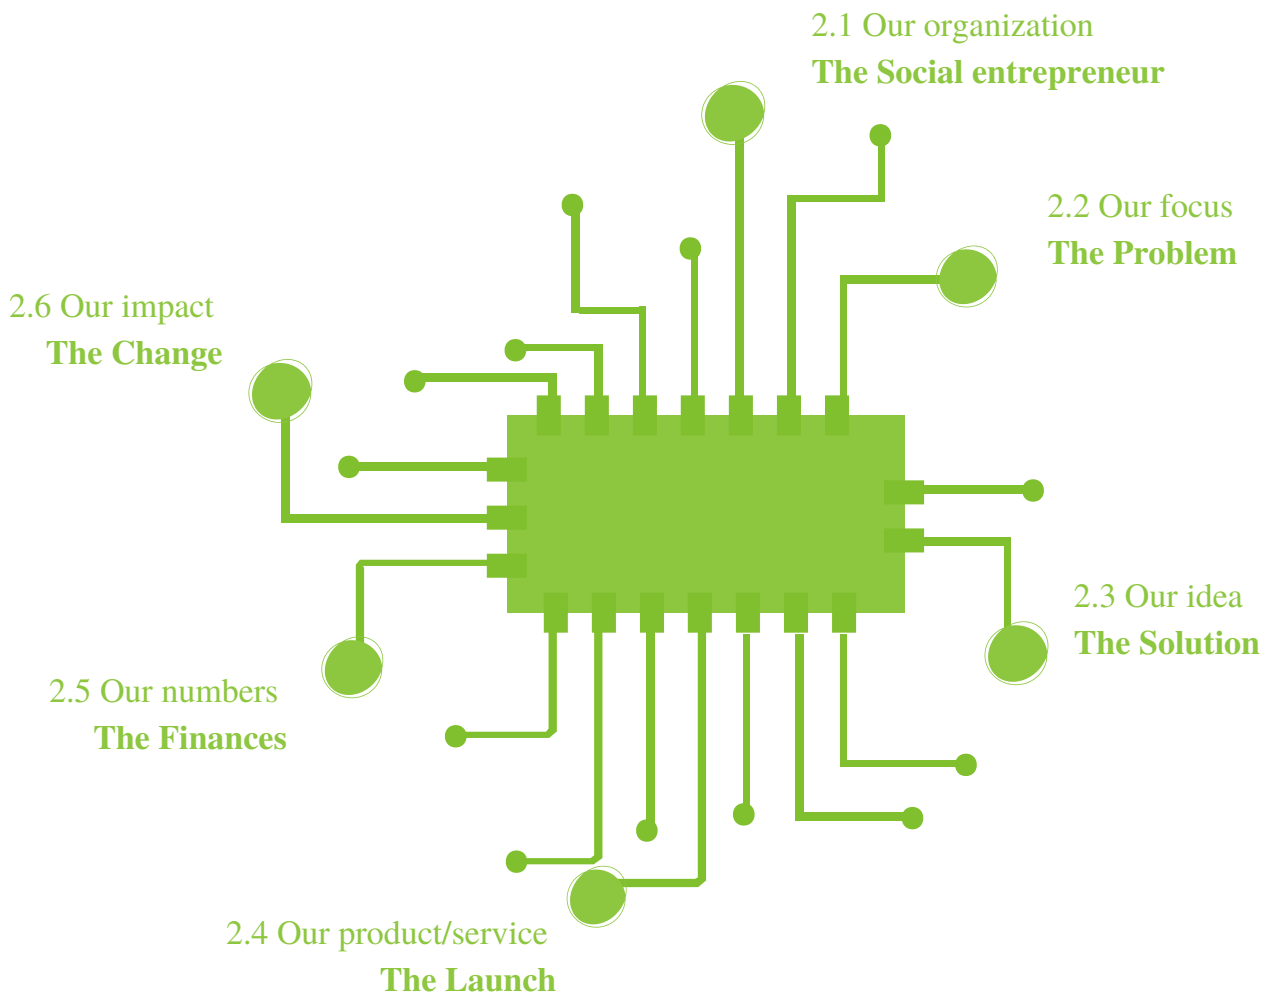 2.1 Our organization
The Social entrepreneur
2.2 Our focus
The Problem
2.3 Our idea
The Solution
2.4 Our product/service
The Launch
2.5 Our numbers
The Finances
2.6 Our impact
The Change